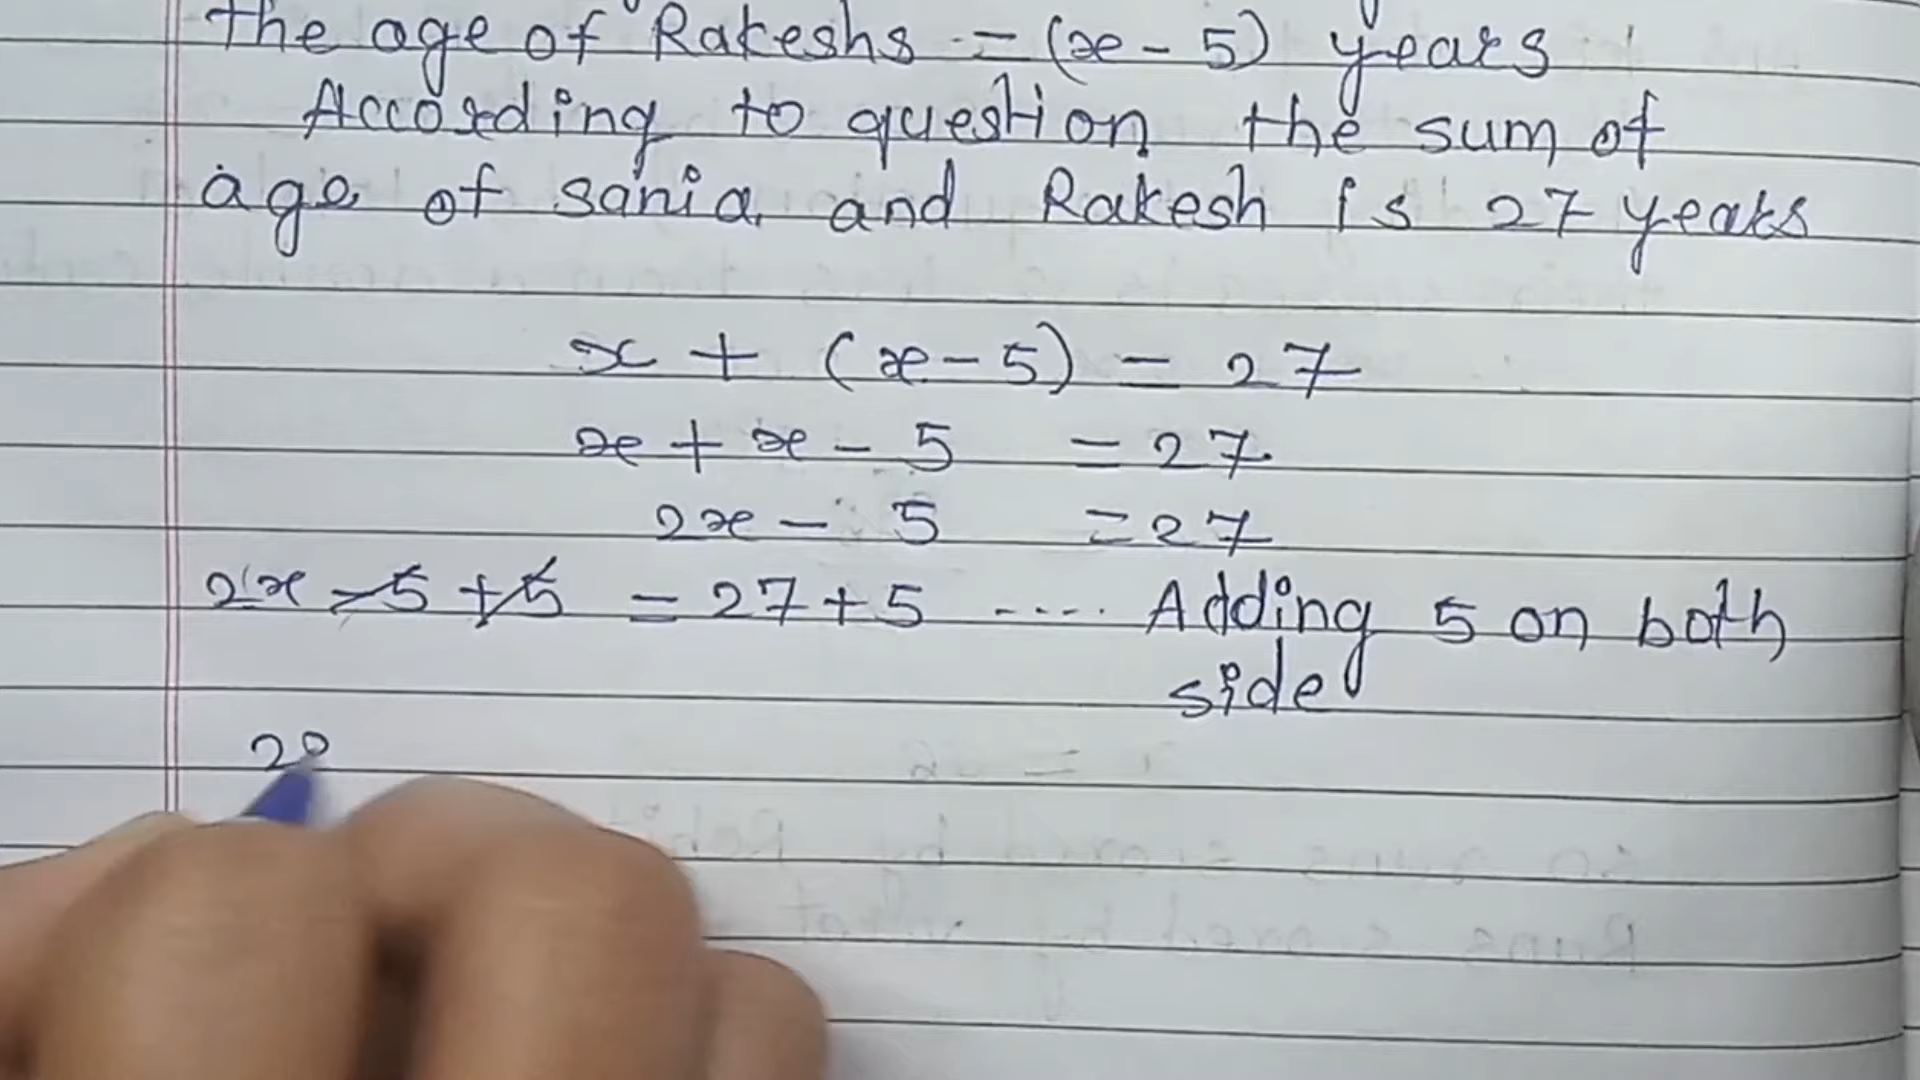 The age of Rakeshs = (x - 5) years
According to question the sum of
age of sania and Rakesh is 27 years
x + (x - 5) = 27
x + x - 5 = 27
2x - 5 = 27
2x - 5 + 5 = 27 + 5 .... Adding 5 on both
side
2